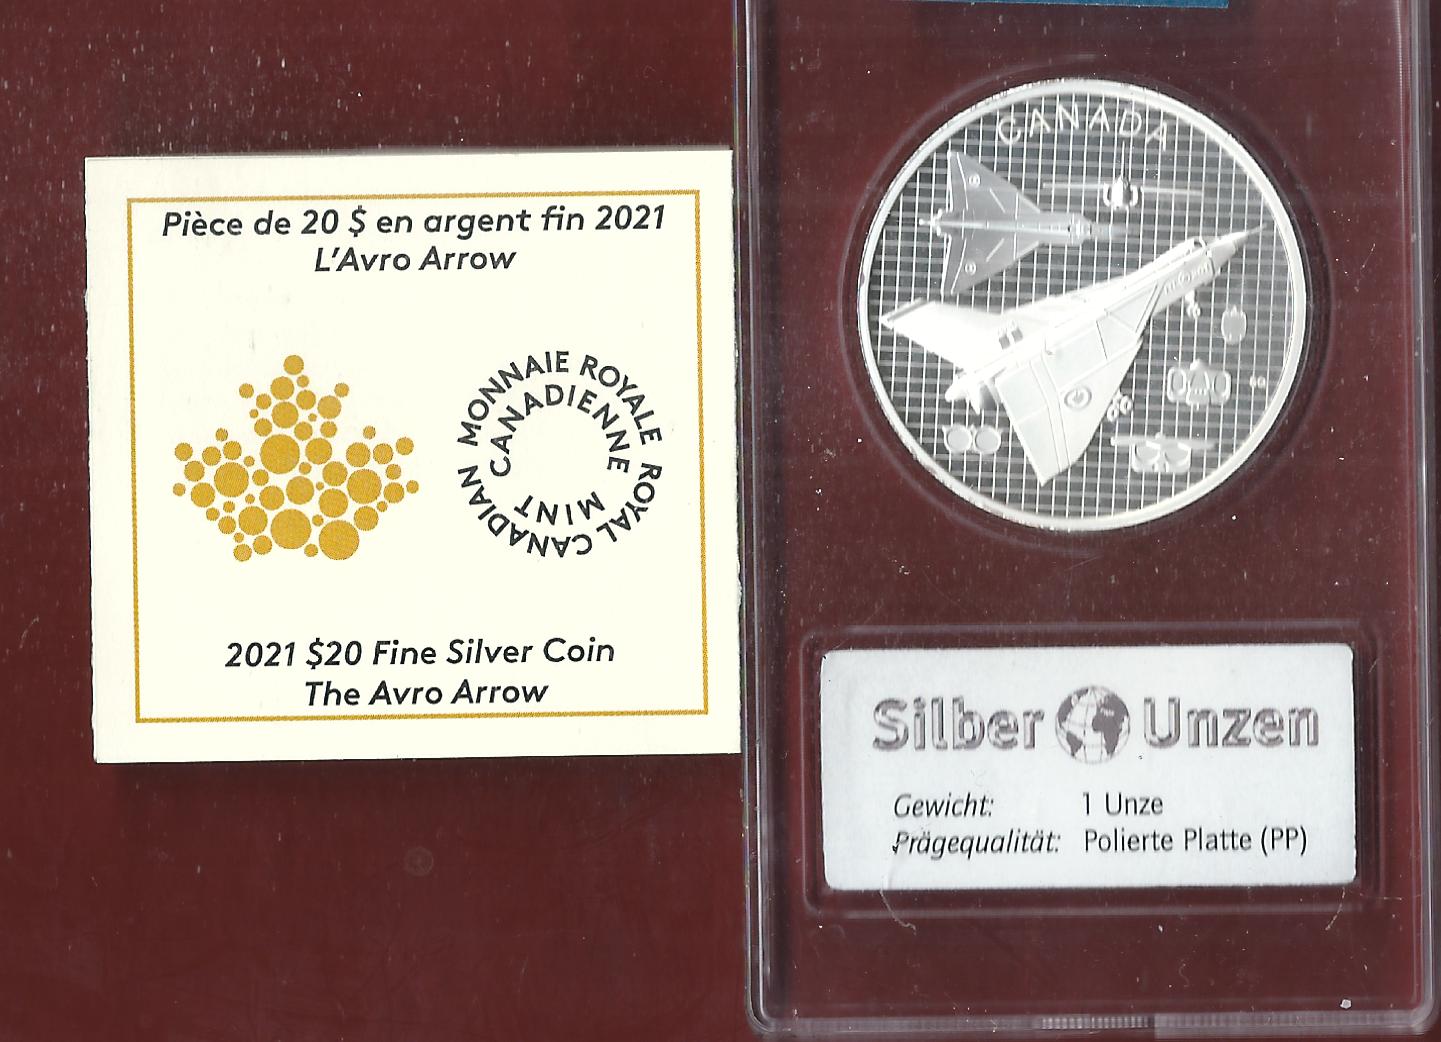 Pièce de 20 $ en argent fin 2021
L'Avro Arrow
MONNAIE ROYALE
CANADIENNE
ROYAL CANADIAN
MINT
2021 $20 Fine Silver Coin
The Avro Arrow
CANADA
Silber Unzen
Gewicht: 1 Unze
Prägequalität: Polierte Platte (PP)